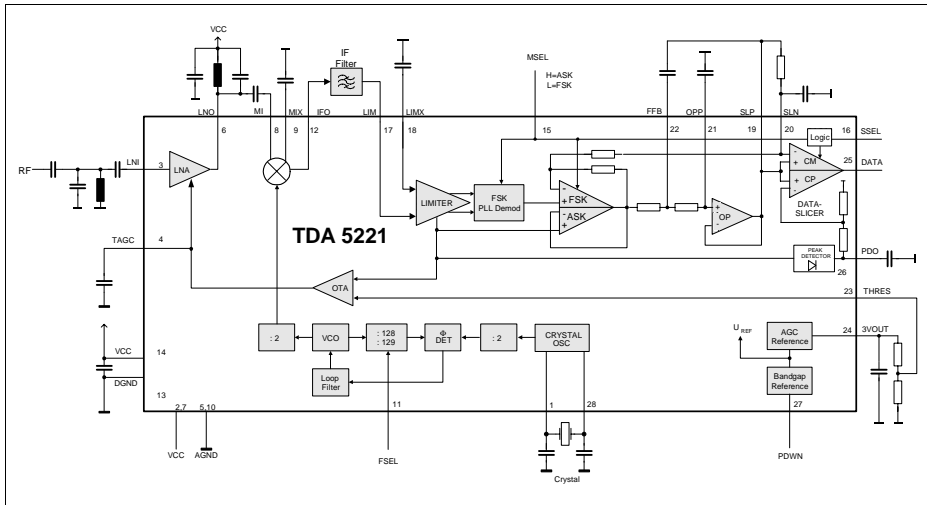 VCC
IF
Filter
MSEL
H=ASK
L=FSK
LNO
MI
MIX
IFO
LIM
LIMX
FFB
OPP
SLP
SLN
6
8
9
12
17
18
15
22
21
19
20
16
SSEL
Logic
RF
LNI
3
LNA
LIMITER
FSK
PLL Demod
-
+
FSK
ASK
-
+
+
-
OP
-
+
CM
+
CP
-
25
DATA
DATA-
SLICER
TDA 5221
TAGC
4
OTA
PEAK
DETECTOR
PDO
26
23
THRES
: 2
VCO
: 128
: 129
Φ
DET
: 2
CRYSTAL
OSC
Loop
Filter
U REF
AGC
Reference
24
3VOUT
Bandgap
Reference
VCC
14
DGND
13
2,7
5,10
11
1
28
27
VCC
AGND
FSEL
Crystal
PDWN